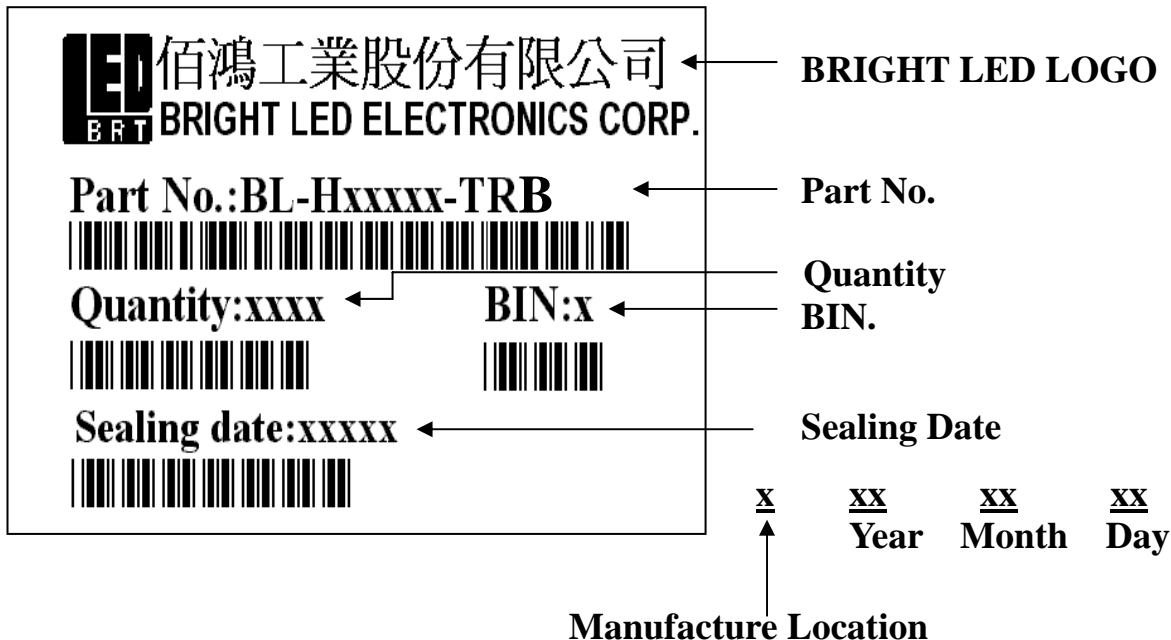 LED
BRT
佰鴻工業股份有限公司
BRIGHT LED ELECTRONICS CORP.
BRIGHT LED LOGO
Part No.:BL-Hxxxxx-TRB
Part No.
Quantity:xxxx
BIN:x
Quantity
BIN.
Sealing date:xxxxx
Sealing Date
x xx xx xx
Year Month Day
Manufacture Location